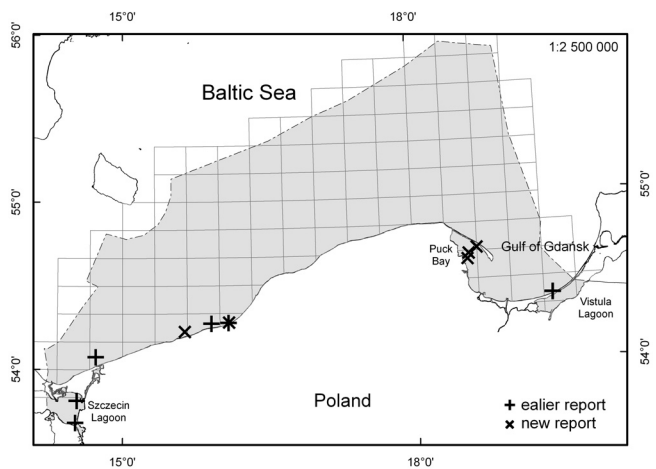 15°0'
18°0'
56°0'
1:2 500 000
Baltic Sea
55°0'
55°0'
Puck
Bay
Gulf of Gdańsk
Vistula
Lagoon
54°0'
54°0'
Szczecin
Lagoon
Poland
ealier report
new report
15°0'
18°0'